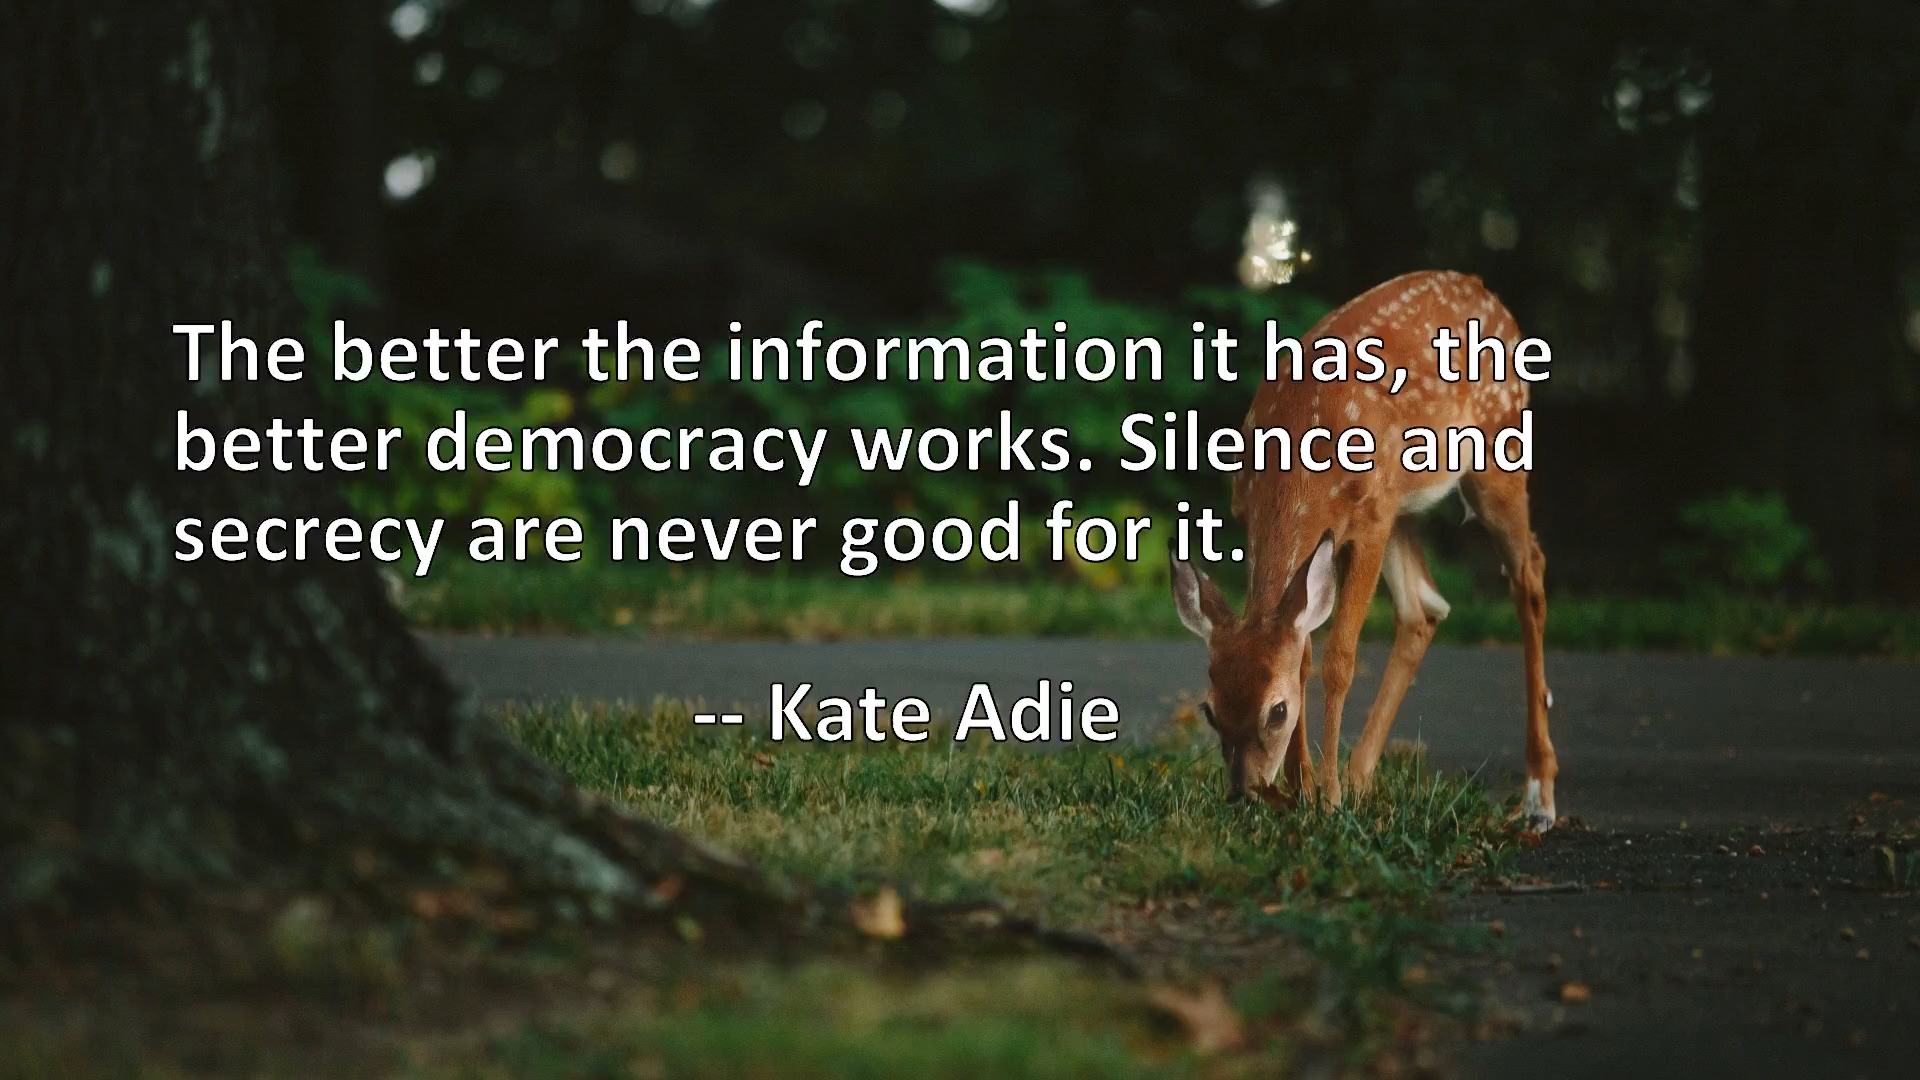 The better the information it has, the
better democracy works. Silence and
secrecy are never good for it.
-- Kate Adie